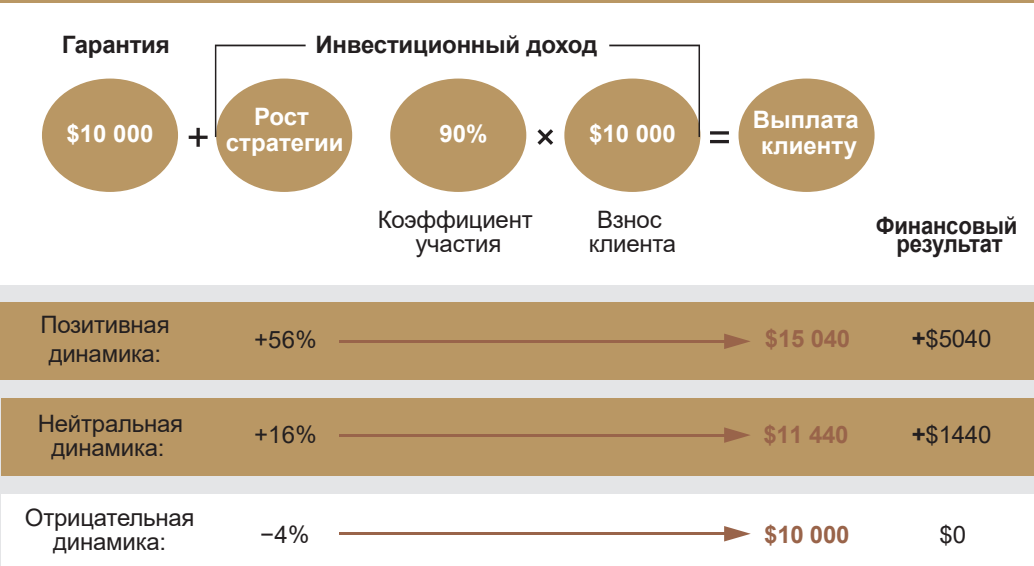 Гарантия
Инвестиционный доход
$10 000
+
Рост
стратегии
90%
×
$10 000
=
Выплата
клиенту
Коэффициент
участия
Взнос
клиента
Финансовый
результат
Позитивная
динамика:
+56%
$15 040
+$5040
Нейтральная
динамика:
+16%
$11 440
+$1440
Отрицательная
динамика:
−4%
$10 000
$0